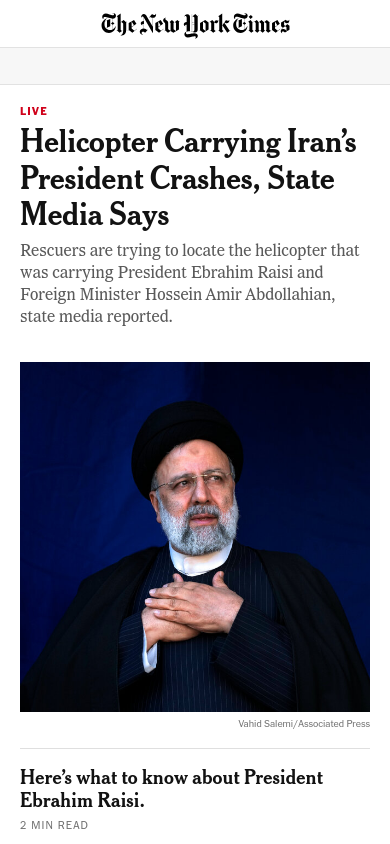 The New York Times
LIVE
Helicopter Carrying Iran’s
President Crashes, State
Media Says
Rescuers are trying to locate the helicopter that
was carrying President Ebrahim Raisi and
Foreign Minister Hossein Amir Abdollahian,
state media reported.
Vahid Salemi/Associated Press
Here’s what to know about President
Ebrahim Raisi.
2 MIN READ